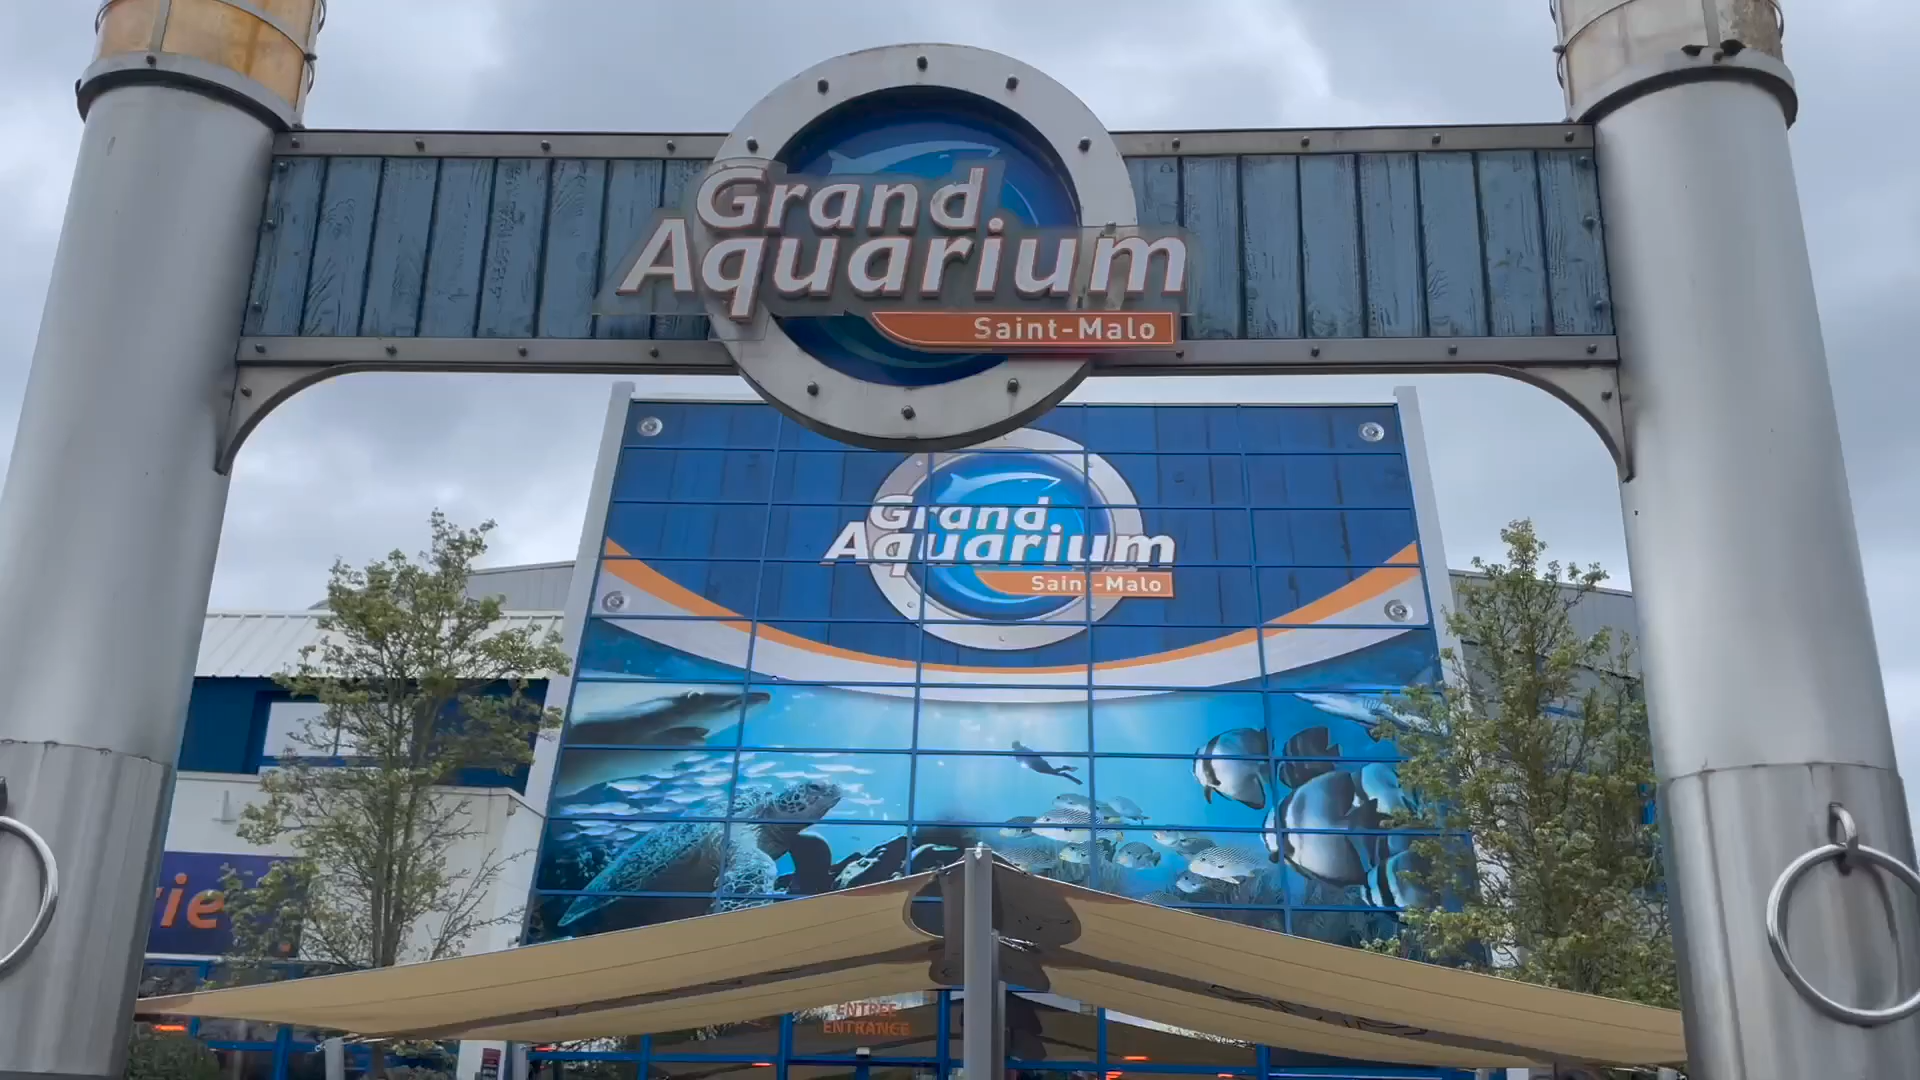 Grand
Aquarium
Saint-Malo
Grand
Aquarium
Saint-Malo
ENTRÉE
ENTRANCE